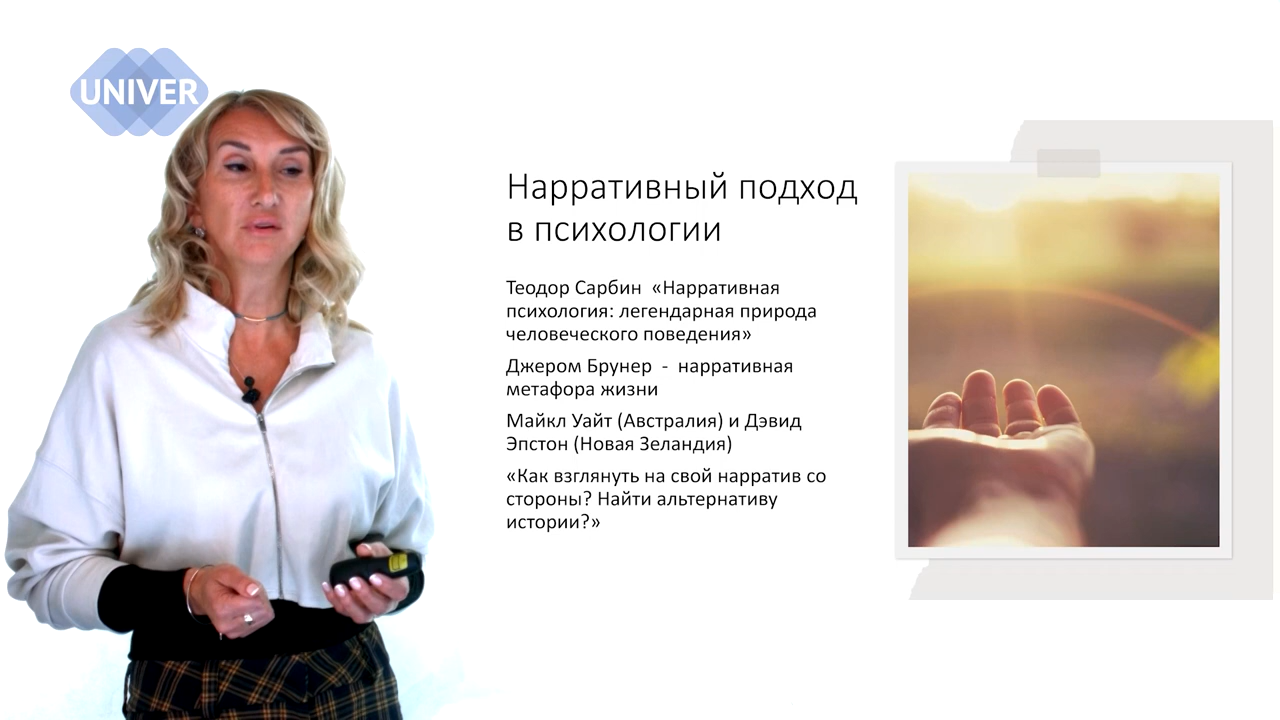 UNIVER
Нарративный подход
в психологии
Теодор Сарбин «Нарративная
психология: легендарная природа
человеческого поведения»
Джером Брунер - нарративная
метафора жизни
Майкл Уайт (Австралия) и Дэвид
Эпстон (Новая Зеландия)
«Как взглянуть на свой нарратив со
стороны? Найти альтернативу
истории?»